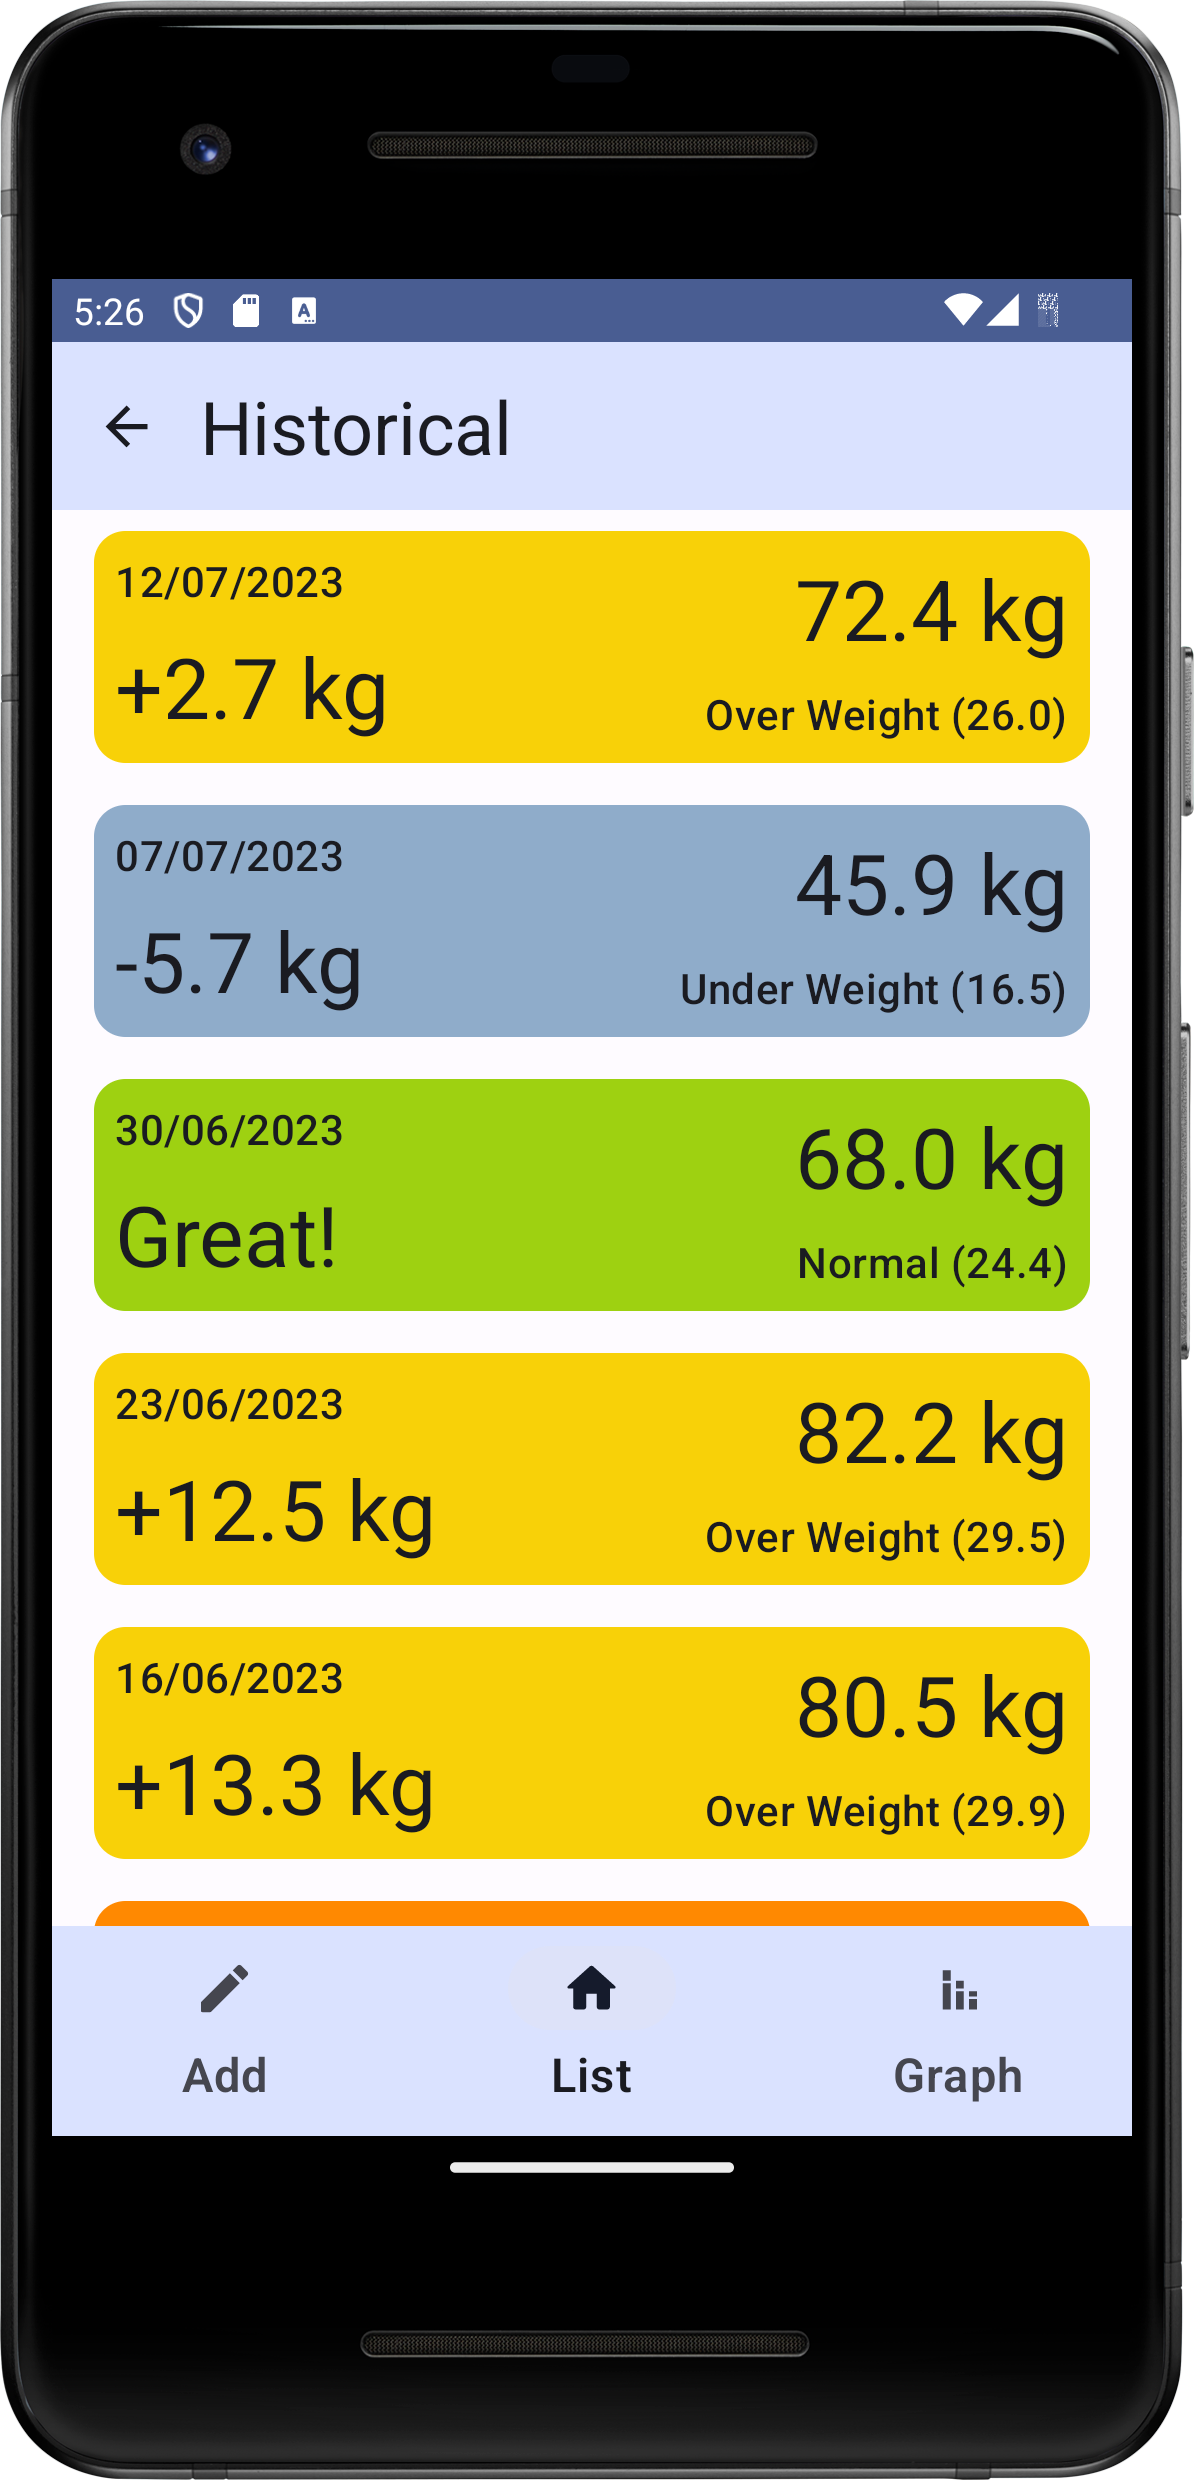 5:26
Historical
12/07/2023
72.4 kg
+2.7 kg
Over Weight (26.0)
07/07/2023
45.9 kg
-5.7 kg
Under Weight (16.5)
30/06/2023
68.0 kg
Great!
Normal (24.4)
23/06/2023
82.2 kg
+12.5 kg
Over Weight (29.5)
16/06/2023
80.5 kg
+13.3 kg
Over Weight (29.9)
Add
List
Graph